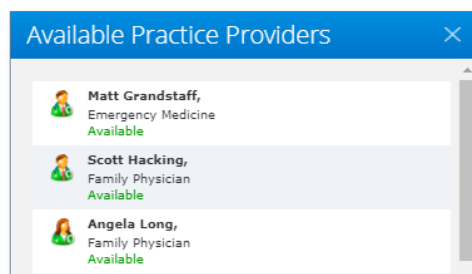 Available Practice Providers
Matt Grandstaff,
Emergency Medicine
Available
Scott Hacking,
Family Physician
Available
Angela Long,
Family Physician
Available